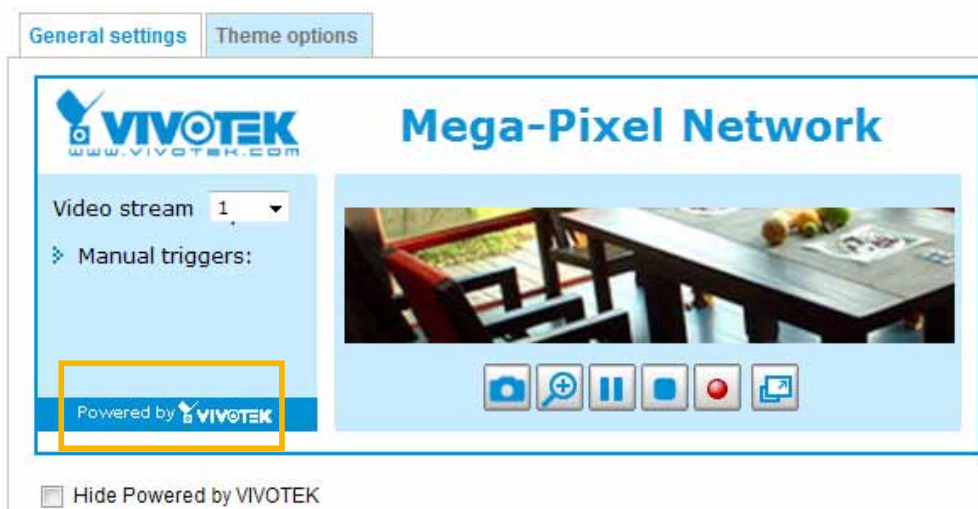 General settings Theme options
VIVOTEK
www.vivotek.com
Mega-Pixel Network
Video stream 1
Manual triggers:
Powered by VIVOTEK
Hide Powered by VIVOTEK